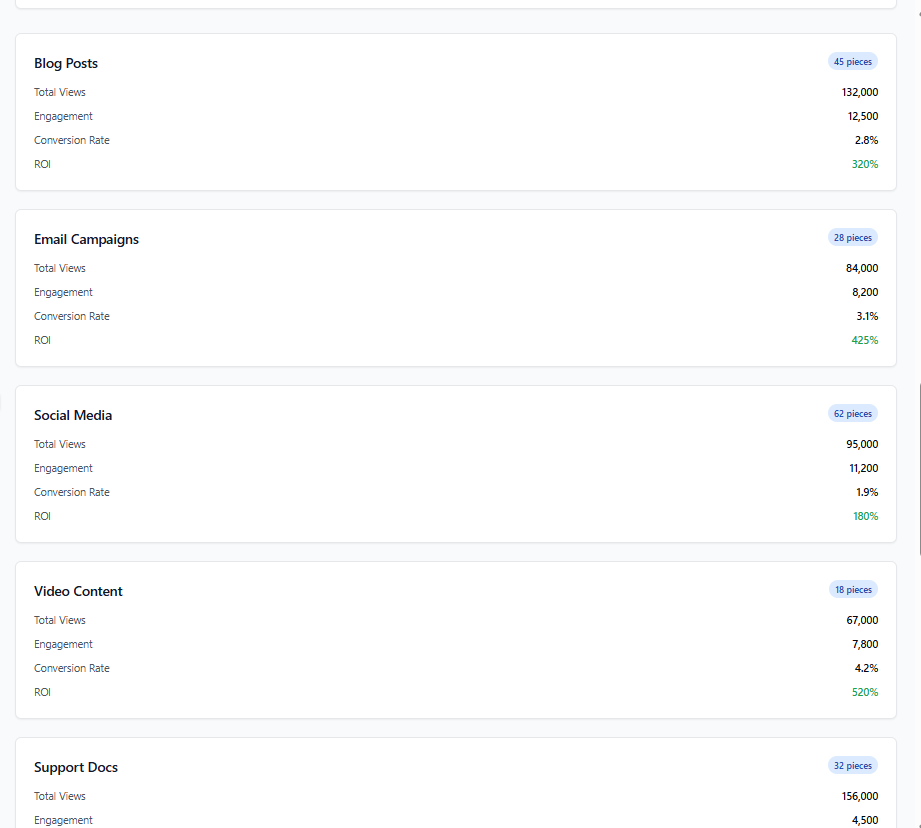 Blog Posts 45 pieces
Total Views 132,000
Engagement 12,500
Conversion Rate 2.8%
ROI 320%
Email Campaigns 28 pieces
Total Views 84,000
Engagement 8,200
Conversion Rate 3.1%
ROI 425%
Social Media 62 pieces
Total Views 95,000
Engagement 11,200
Conversion Rate 1.9%
ROI 180%
Video Content 18 pieces
Total Views 67,000
Engagement 7,800
Conversion Rate 4.2%
ROI 520%
Support Docs 32 pieces
Total Views 156,000
Engagement 4,500